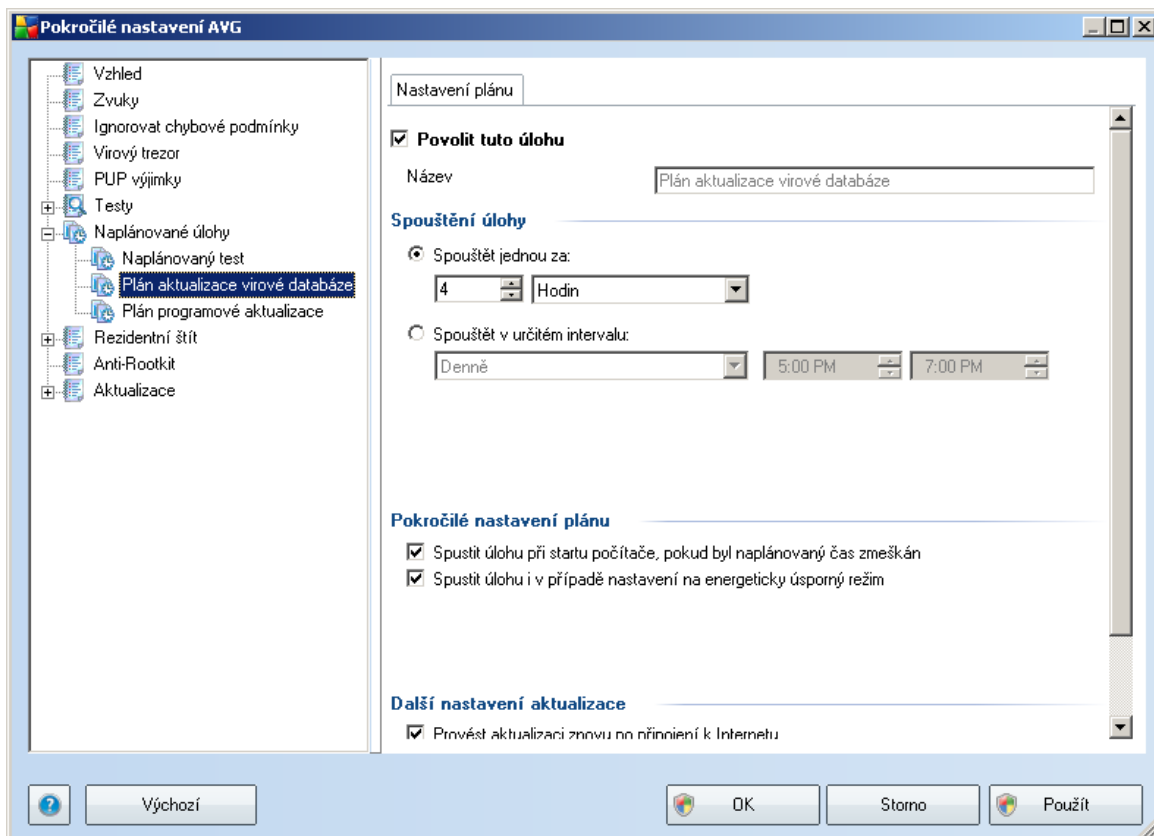 Pokročilé nastavení AVG
Vzhled
Zvuky
Ignorovat chybové podmínky
Virový trezor
PUP výjimky
Testy
Naplánované úlohy
Naplánovaný test
Plán aktualizace virové databáze
Plán programové aktualizace
Rezidentní štít
Anti-Rootkit
Aktualizace
Nastavení plánu
Povolit tuto úlohu
Název
Plán aktualizace virové databáze
Spouštění úlohy
Spouštět jednou za:
4 Hodin
Spouštět v určitém intervalu:
Denně 5:00 PM 7:00 PM
Pokročilé nastavení plánu
Spustit úlohu při startu počítače, pokud byl naplánovaný čas zmeškán
Spustit úlohu i v případě nastavení na energeticky úsporný režim
Další nastavení aktualizace
Provést aktualizaci znovu po připojení k Internetu
? Výchozí OK Storno Použít